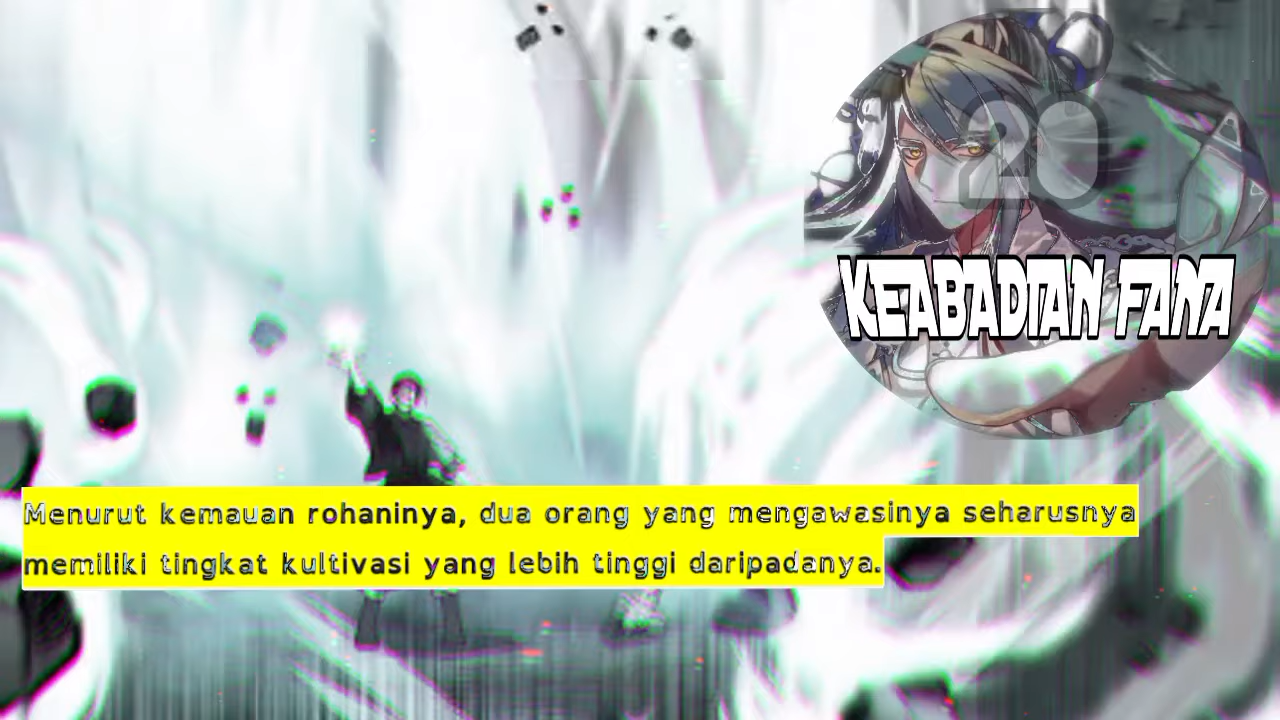 20
KEABADIAN FANA
Menurut kemauan rohaninya, dua orang yang mengawasinya seharusnya
memiliki tingkat kultivasi yang lebih tinggi daripadanya.